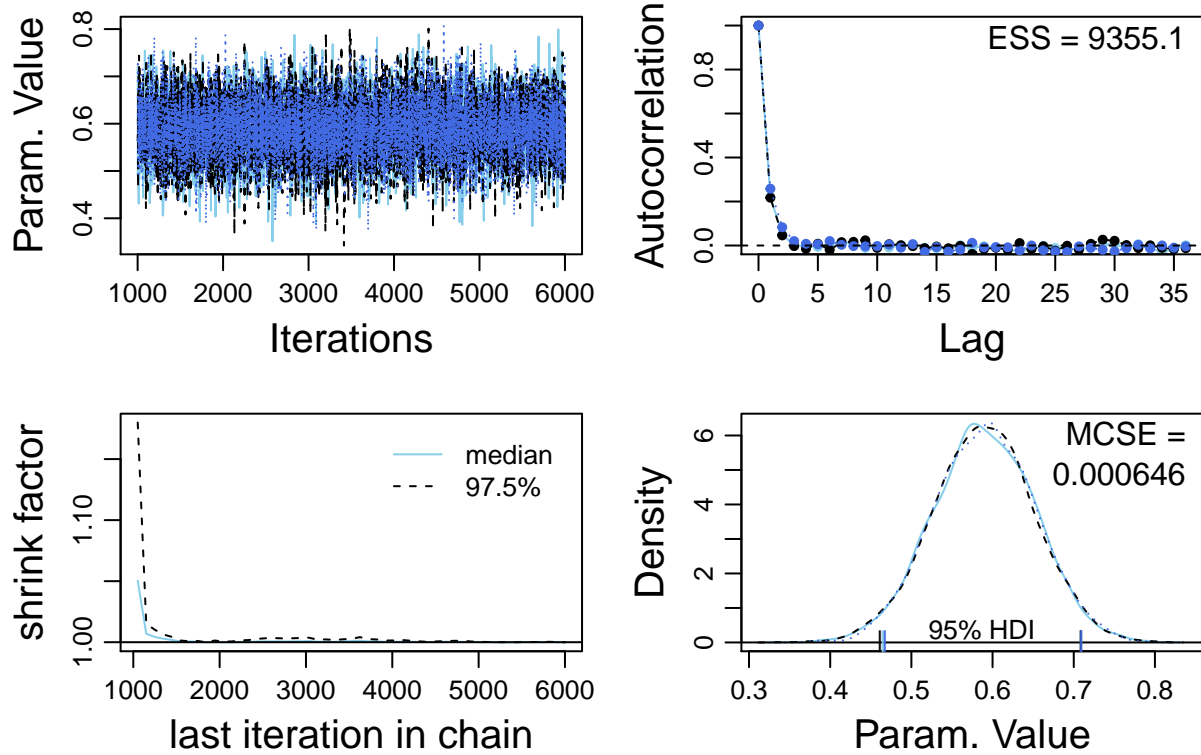 Param. Value
0.4 0.6 0.8
1000 2000 3000 4000 5000 6000
Iterations
Autocorrelation
0.0 0.4 0.8
ESS = 9355.1
0 5 10 15 20 25 30 35
Lag
shrink factor
1.00 1.10
median
97.5%
1000 2000 3000 4000 5000 6000
last iteration in chain
Density
0 2 4 6
MCSE =
0.000646
95% HDI
0.3 0.4 0.5 0.6 0.7 0.8
Param. Value